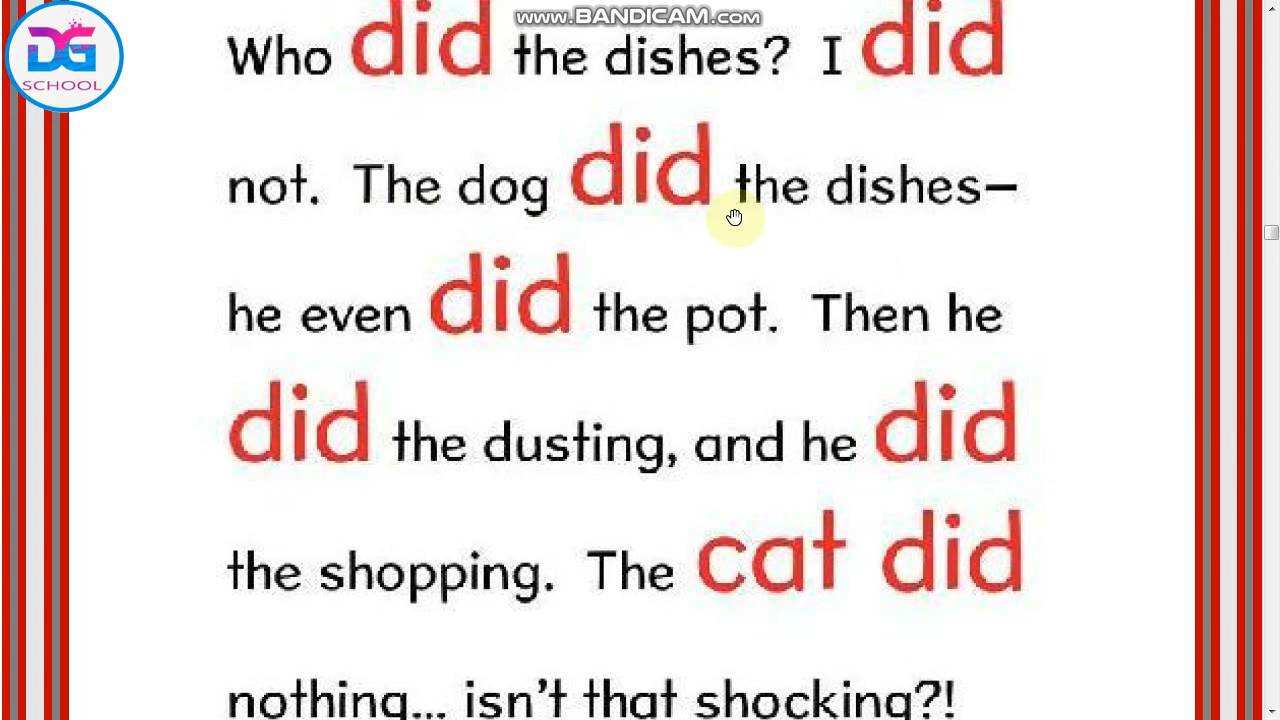 www.BANDICAM.com
DG
SCHOOL
Who did the dishes? I did
not. The dog did the dishes–
he even did the pot. Then he
did the dusting, and he did
the shopping. The cat did
nothing... isn't that shocking?!